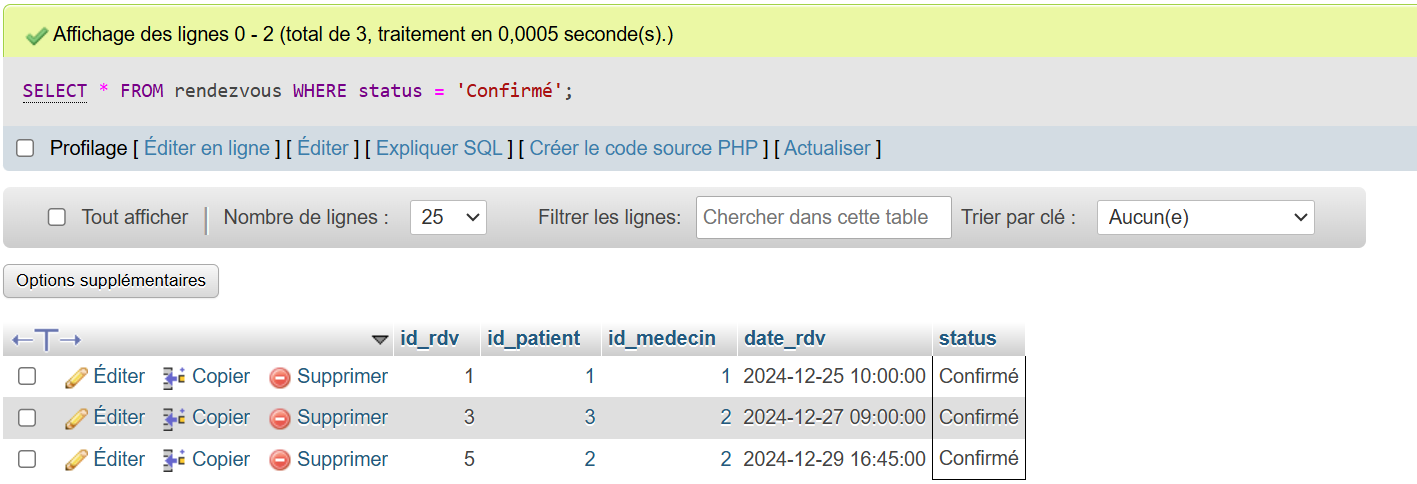 Affichage des lignes 0 - 2 (total de 3, traitement en 0,0005 seconde(s).)
SELECT * FROM rendezvous WHERE status = 'Confirmé';
Profilage [ Éditer en ligne ] [ Éditer ] [ Expliquer SQL ] [ Créer le code source PHP ] [ Actualiser ]
Tout afficher Nombre de lignes : 25 Filtrer les lignes: Chercher dans cette table Trier par clé : Aucun(e)
Options supplémentaires
←T→ id_rdv id_patient id_medecin date_rdv status
Éditer Copier Supprimer 1 1 1 2024-12-25 10:00:00 Confirmé
Éditer Copier Supprimer 3 3 2 2024-12-27 09:00:00 Confirmé
Éditer Copier Supprimer 5 2 2 2024-12-29 16:45:00 Confirmé